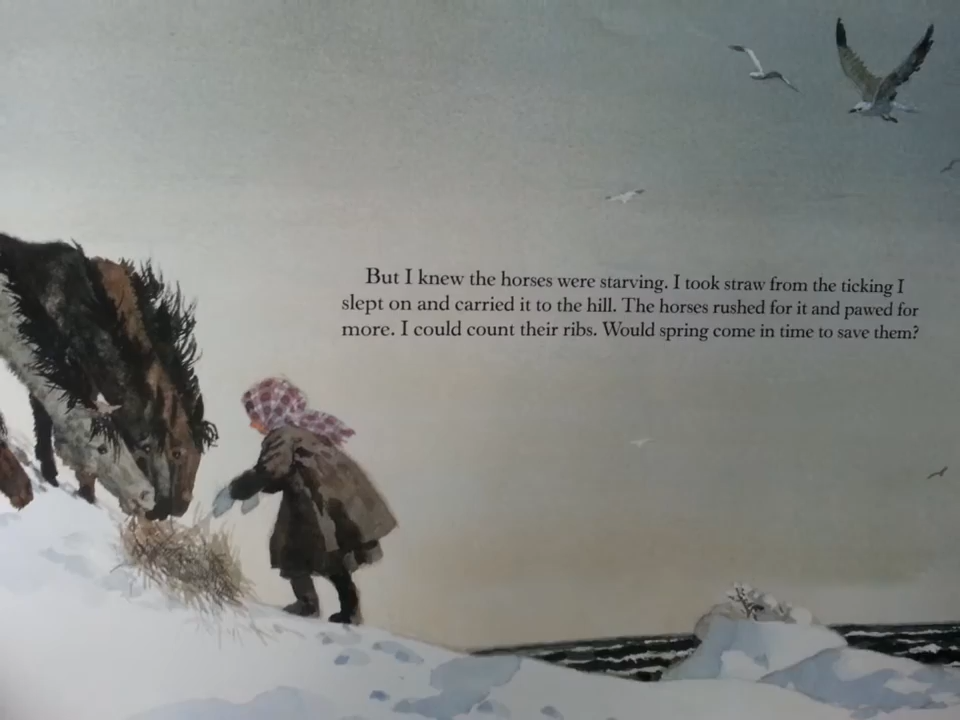 But I knew the horses were starving. I took straw from the ticking I
slept on and carried it to the hill. The horses rushed for it and pawed for
more. I could count their ribs. Would spring come in time to save them?